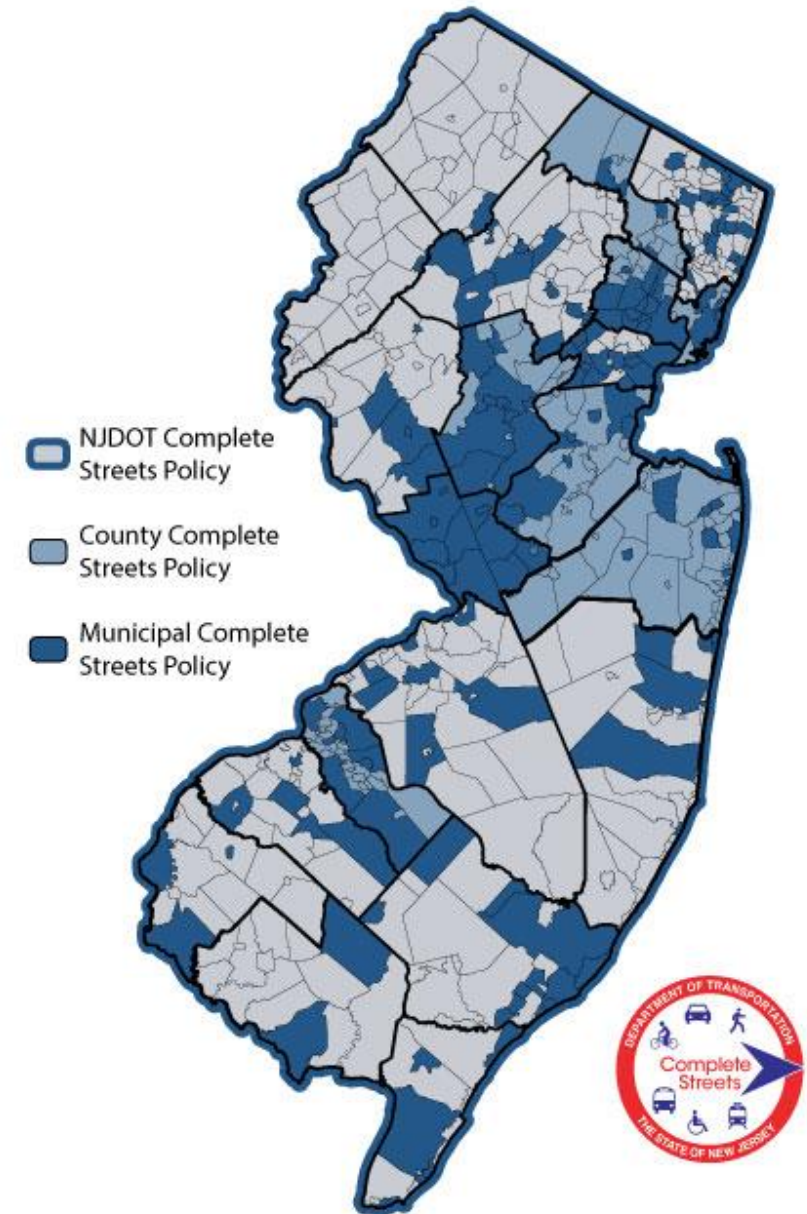 NJDOT Complete
Streets Policy
County Complete
Streets Policy
Municipal Complete
Streets Policy
DEPARTMENT OF TRANSPORTATION
Complete
Streets
THE STATE OF NEW JERSEY